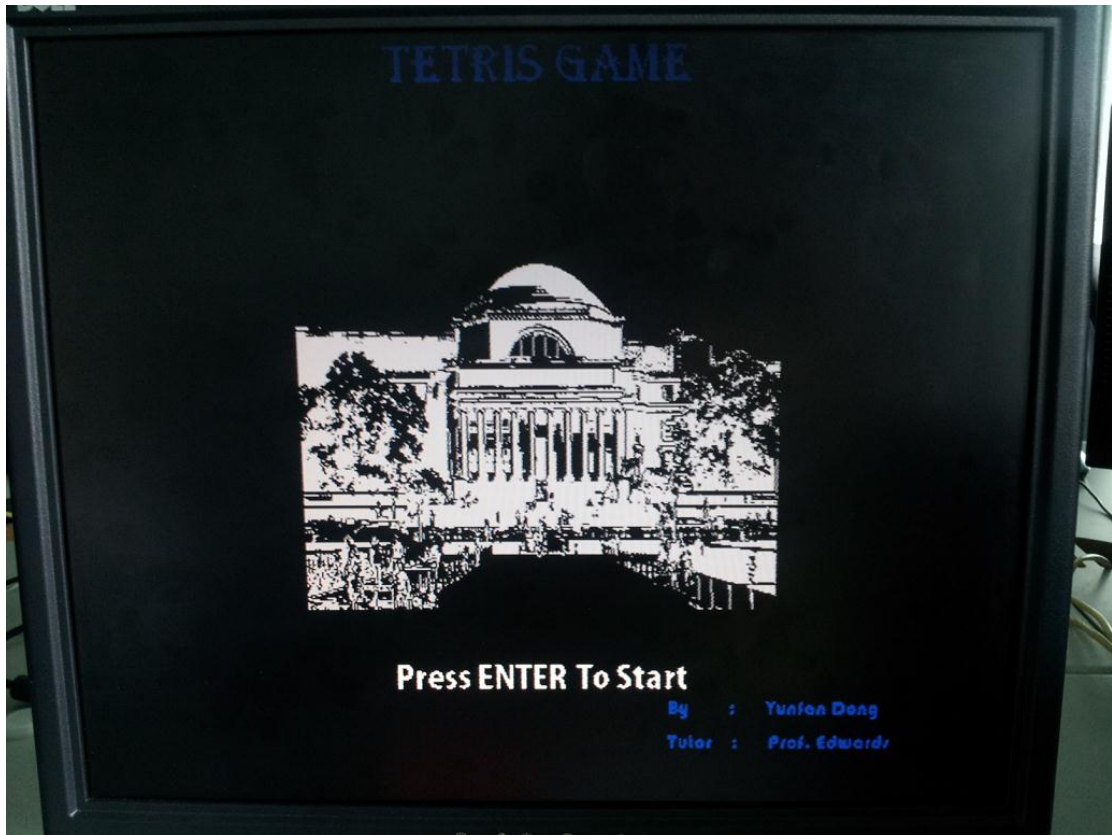 TETRIS GAME
Press ENTER To Start
By : Yunfan Dong
Tutor : Prof. Edwards